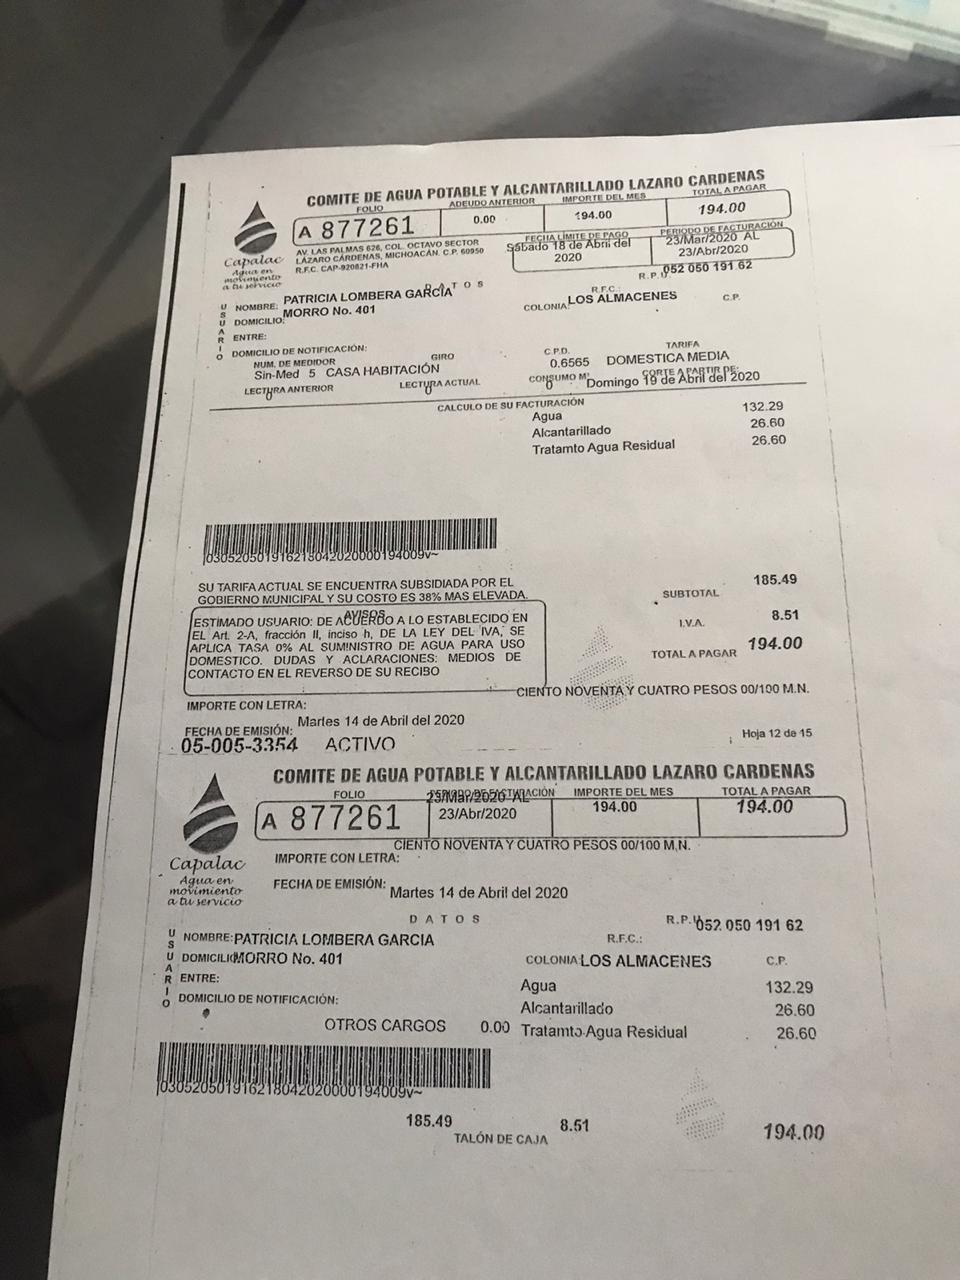 COMITE DE AGUA POTABLE Y ALCANTARILLADO LAZARO CARDENAS
FOLIO ADEUDO ANTERIOR IMPORTE DEL MES TOTAL A PAGAR
A 877261 0.00 194.00 194.00
AV. LAS PALMAS 626, COL. OCTAVO SECTOR
LÁZARO CÁRDENAS, MICHOACÁN. C.P. 60950
R.F.C. CAP-920821-FHA
FECHA LÍMITE DE PAGO PERIODO DE FACTURACIÓN
Sábado 18 de Abril del 2020
23/Mar/2020 AL
23/Abr/2020
Capalac
Agua en
movimiento
a tu servicio
R.P.U. 052 050 191 62
DATOS
USUARIO
NOMBRE: PATRICIA LOMBERA GARCIA R.F.C.:
DOMICILIO: MORRO No. 401 COLONIA: LOS ALMACENES C.P.
ENTRE:
DOMICILIO DE NOTIFICACIÓN:
NUM. DE MEDIDOR GIRO C.P.D. TARIFA
Sin-Med 5 CASA HABITACIÓN 0.6565 DOMESTICA MEDIA
LECTURA ANTERIOR LECTURA ACTUAL CONSUMO M³ CORTE A PARTIR DE:
0 0 0 Domingo 19 de Abril del 2020
CALCULO DE SU FACTURACIÓN
Agua 132.29
Alcantarillado 26.60
Tratamto Agua Residual 26.60
030520501916218042020000194009v~
SU TARIFA ACTUAL SE ENCUENTRA SUBSIDIADA POR EL
GOBIERNO MUNICIPAL Y SU COSTO ES 38% MAS ELEVADA.
SUBTOTAL 185.49
AVISOS
ESTIMADO USUARIO: DE ACUERDO A LO ESTABLECIDO EN
EL Art. 2-A, fracción II, inciso h, DE LA LEY DEL IVA, SE
APLICA TASA 0% AL SUMINISTRO DE AGUA PARA USO
DOMESTICO. DUDAS Y ACLARACIONES: MEDIOS DE
CONTACTO EN EL REVERSO DE SU RECIBO
I.V.A. 8.51
TOTAL A PAGAR 194.00
CIENTO NOVENTA Y CUATRO PESOS 00/100 M.N.
IMPORTE CON LETRA:
FECHA DE EMISIÓN: Martes 14 de Abril del 2020
05-005-3354 ACTIVO
Hoja 12 de 15
COMITE DE AGUA POTABLE Y ALCANTARILLADO LAZARO CARDENAS
FOLIO PERIODO DE FACTURACIÓN IMPORTE DEL MES TOTAL A PAGAR
A 877261 23/Mar/2020 AL 194.00 194.00
23/Abr/2020
CIENTO NOVENTA Y CUATRO PESOS 00/100 M.N.
IMPORTE CON LETRA:
Capalac
Agua en
movimiento
a tu servicio
FECHA DE EMISIÓN: Martes 14 de Abril del 2020
DATOS R.P.U. 052 050 191 62
USUARIO
NOMBRE: PATRICIA LOMBERA GARCIA R.F.C.:
DOMICILIO MORRO No. 401 COLONIA LOS ALMACENES C.P.
ENTRE:
DOMICILIO DE NOTIFICACIÓN:
Agua 132.29
Alcantarillado 26.60
OTROS CARGOS 0.00 Tratamto Agua Residual 26.60
030520501916218042020000194009v~
185.49 8.51 194.00
TALÓN DE CAJA